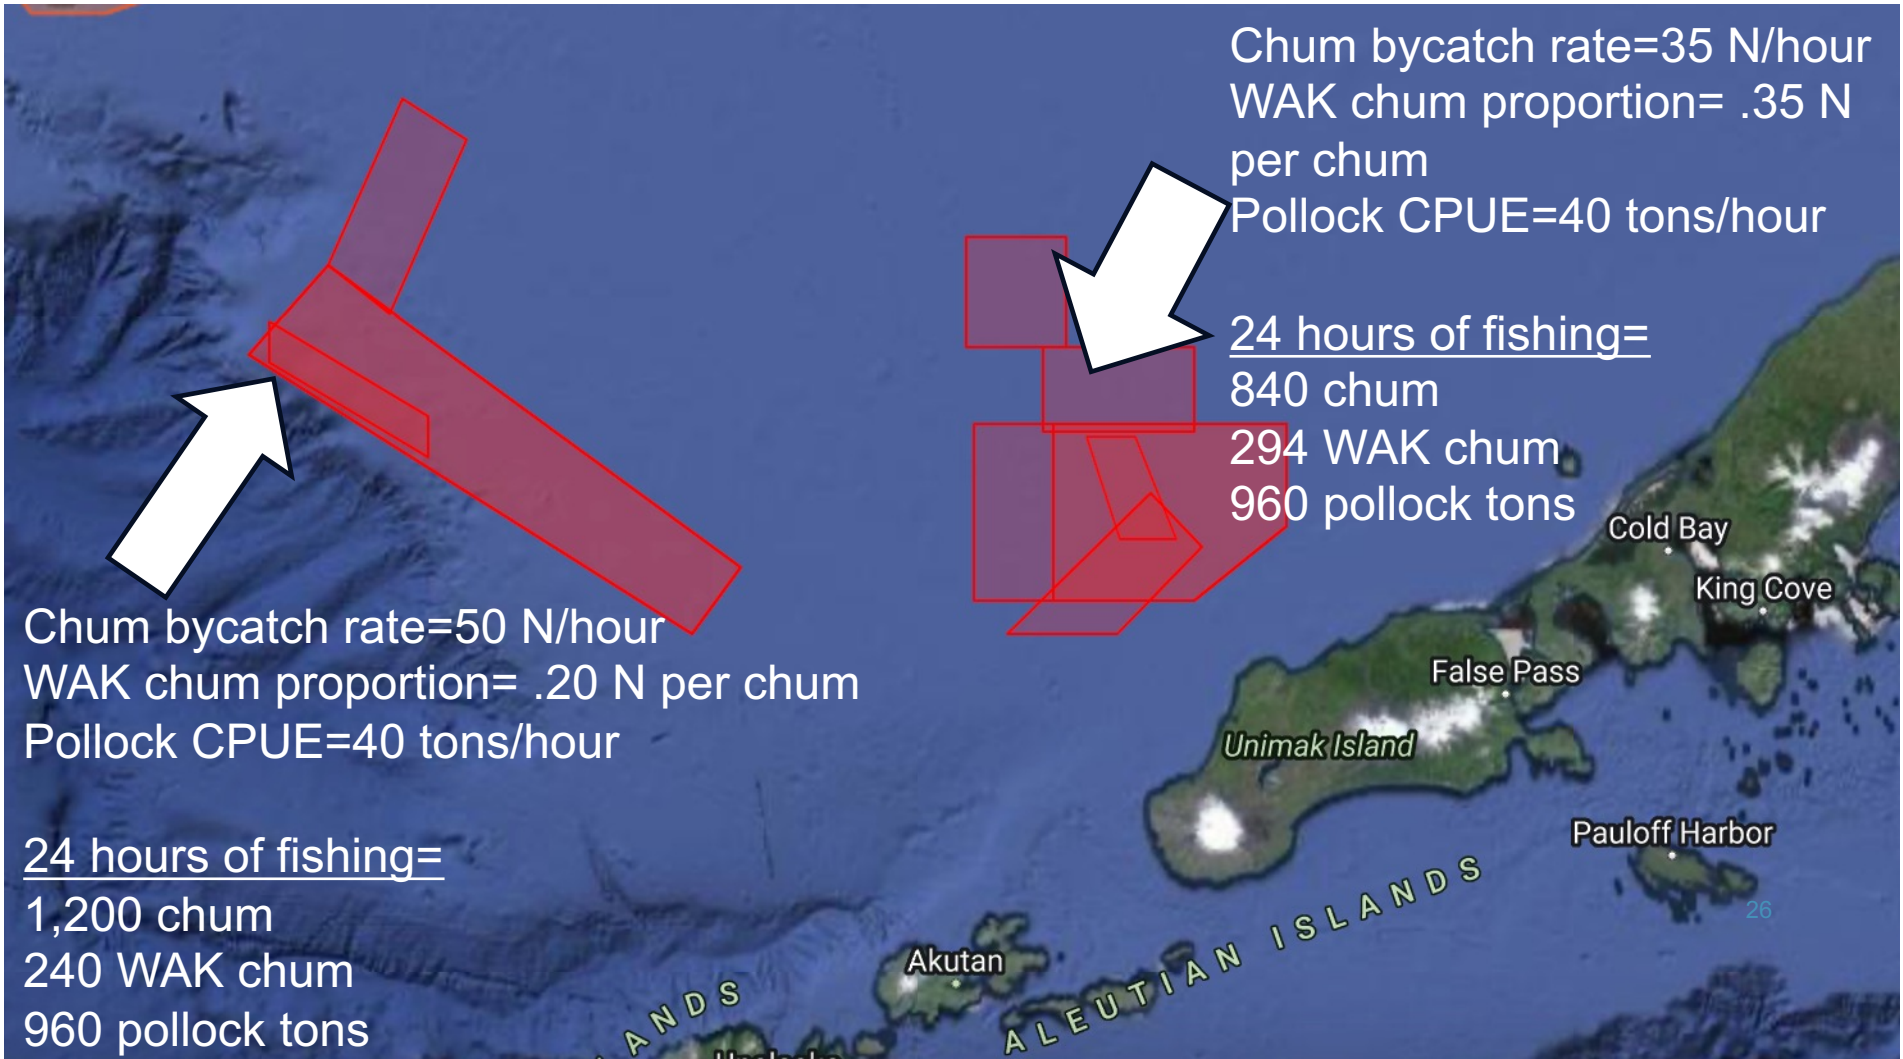 Chum bycatch rate=35 N/hour
WAK chum proportion= .35 N
per chum
Pollock CPUE=40 tons/hour
24 hours of fishing=
840 chum
294 WAK chum
960 pollock tons
Cold Bay
King Cove
False Pass
Unimak Island
Pauloff Harbor
Chum bycatch rate=50 N/hour
WAK chum proportion= .20 N per chum
Pollock CPUE=40 tons/hour
24 hours of fishing=
1,200 chum
240 WAK chum
960 pollock tons
Akutan
ALEUTIAN ISLANDS
ANDS
26